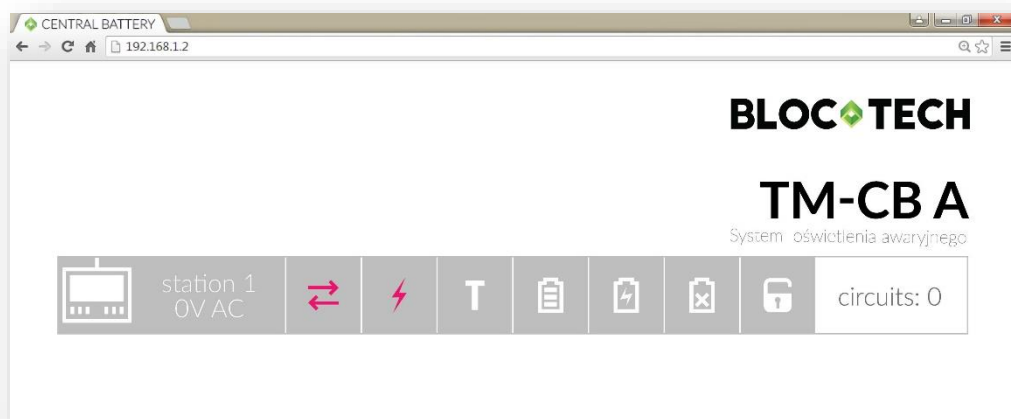 CENTRAL BATTERY
192.168.1.2
BLOC TECH
TM-CB A
System oświetlenia awaryjnego
station 1
0V AC
T
circuits: 0